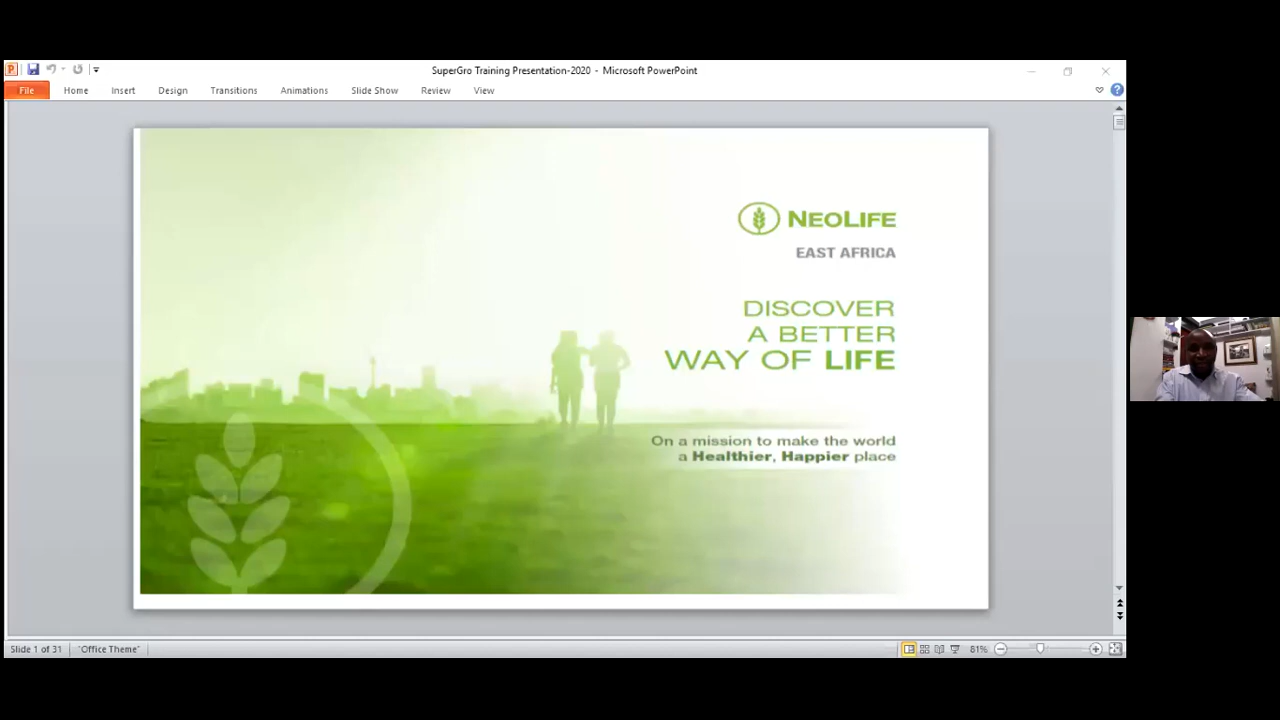 SuperGro Training Presentation-2020 - Microsoft PowerPoint
File Home Insert Design Transitions Animations Slide Show Review View
NEOLIFE
EAST AFRICA
DISCOVER
A BETTER
WAY OF LIFE
On a mission to make the world
a Healthier, Happier place
Slide 1 of 31 "Office Theme" 81%